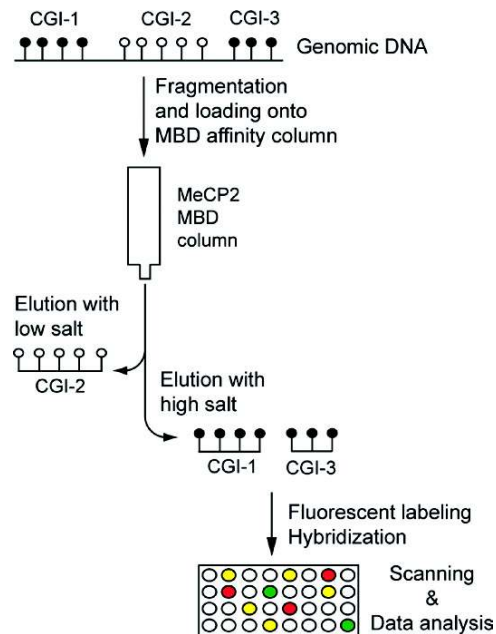 CGI-1 CGI-2 CGI-3
Genomic DNA
Fragmentation
and loading onto
MBD affinity column
MeCP2
MBD
column
Elution with
low salt
CGI-2
Elution with
high salt
CGI-1 CGI-3
Fluorescent labeling
Hybridization
Scanning
&
Data analysis